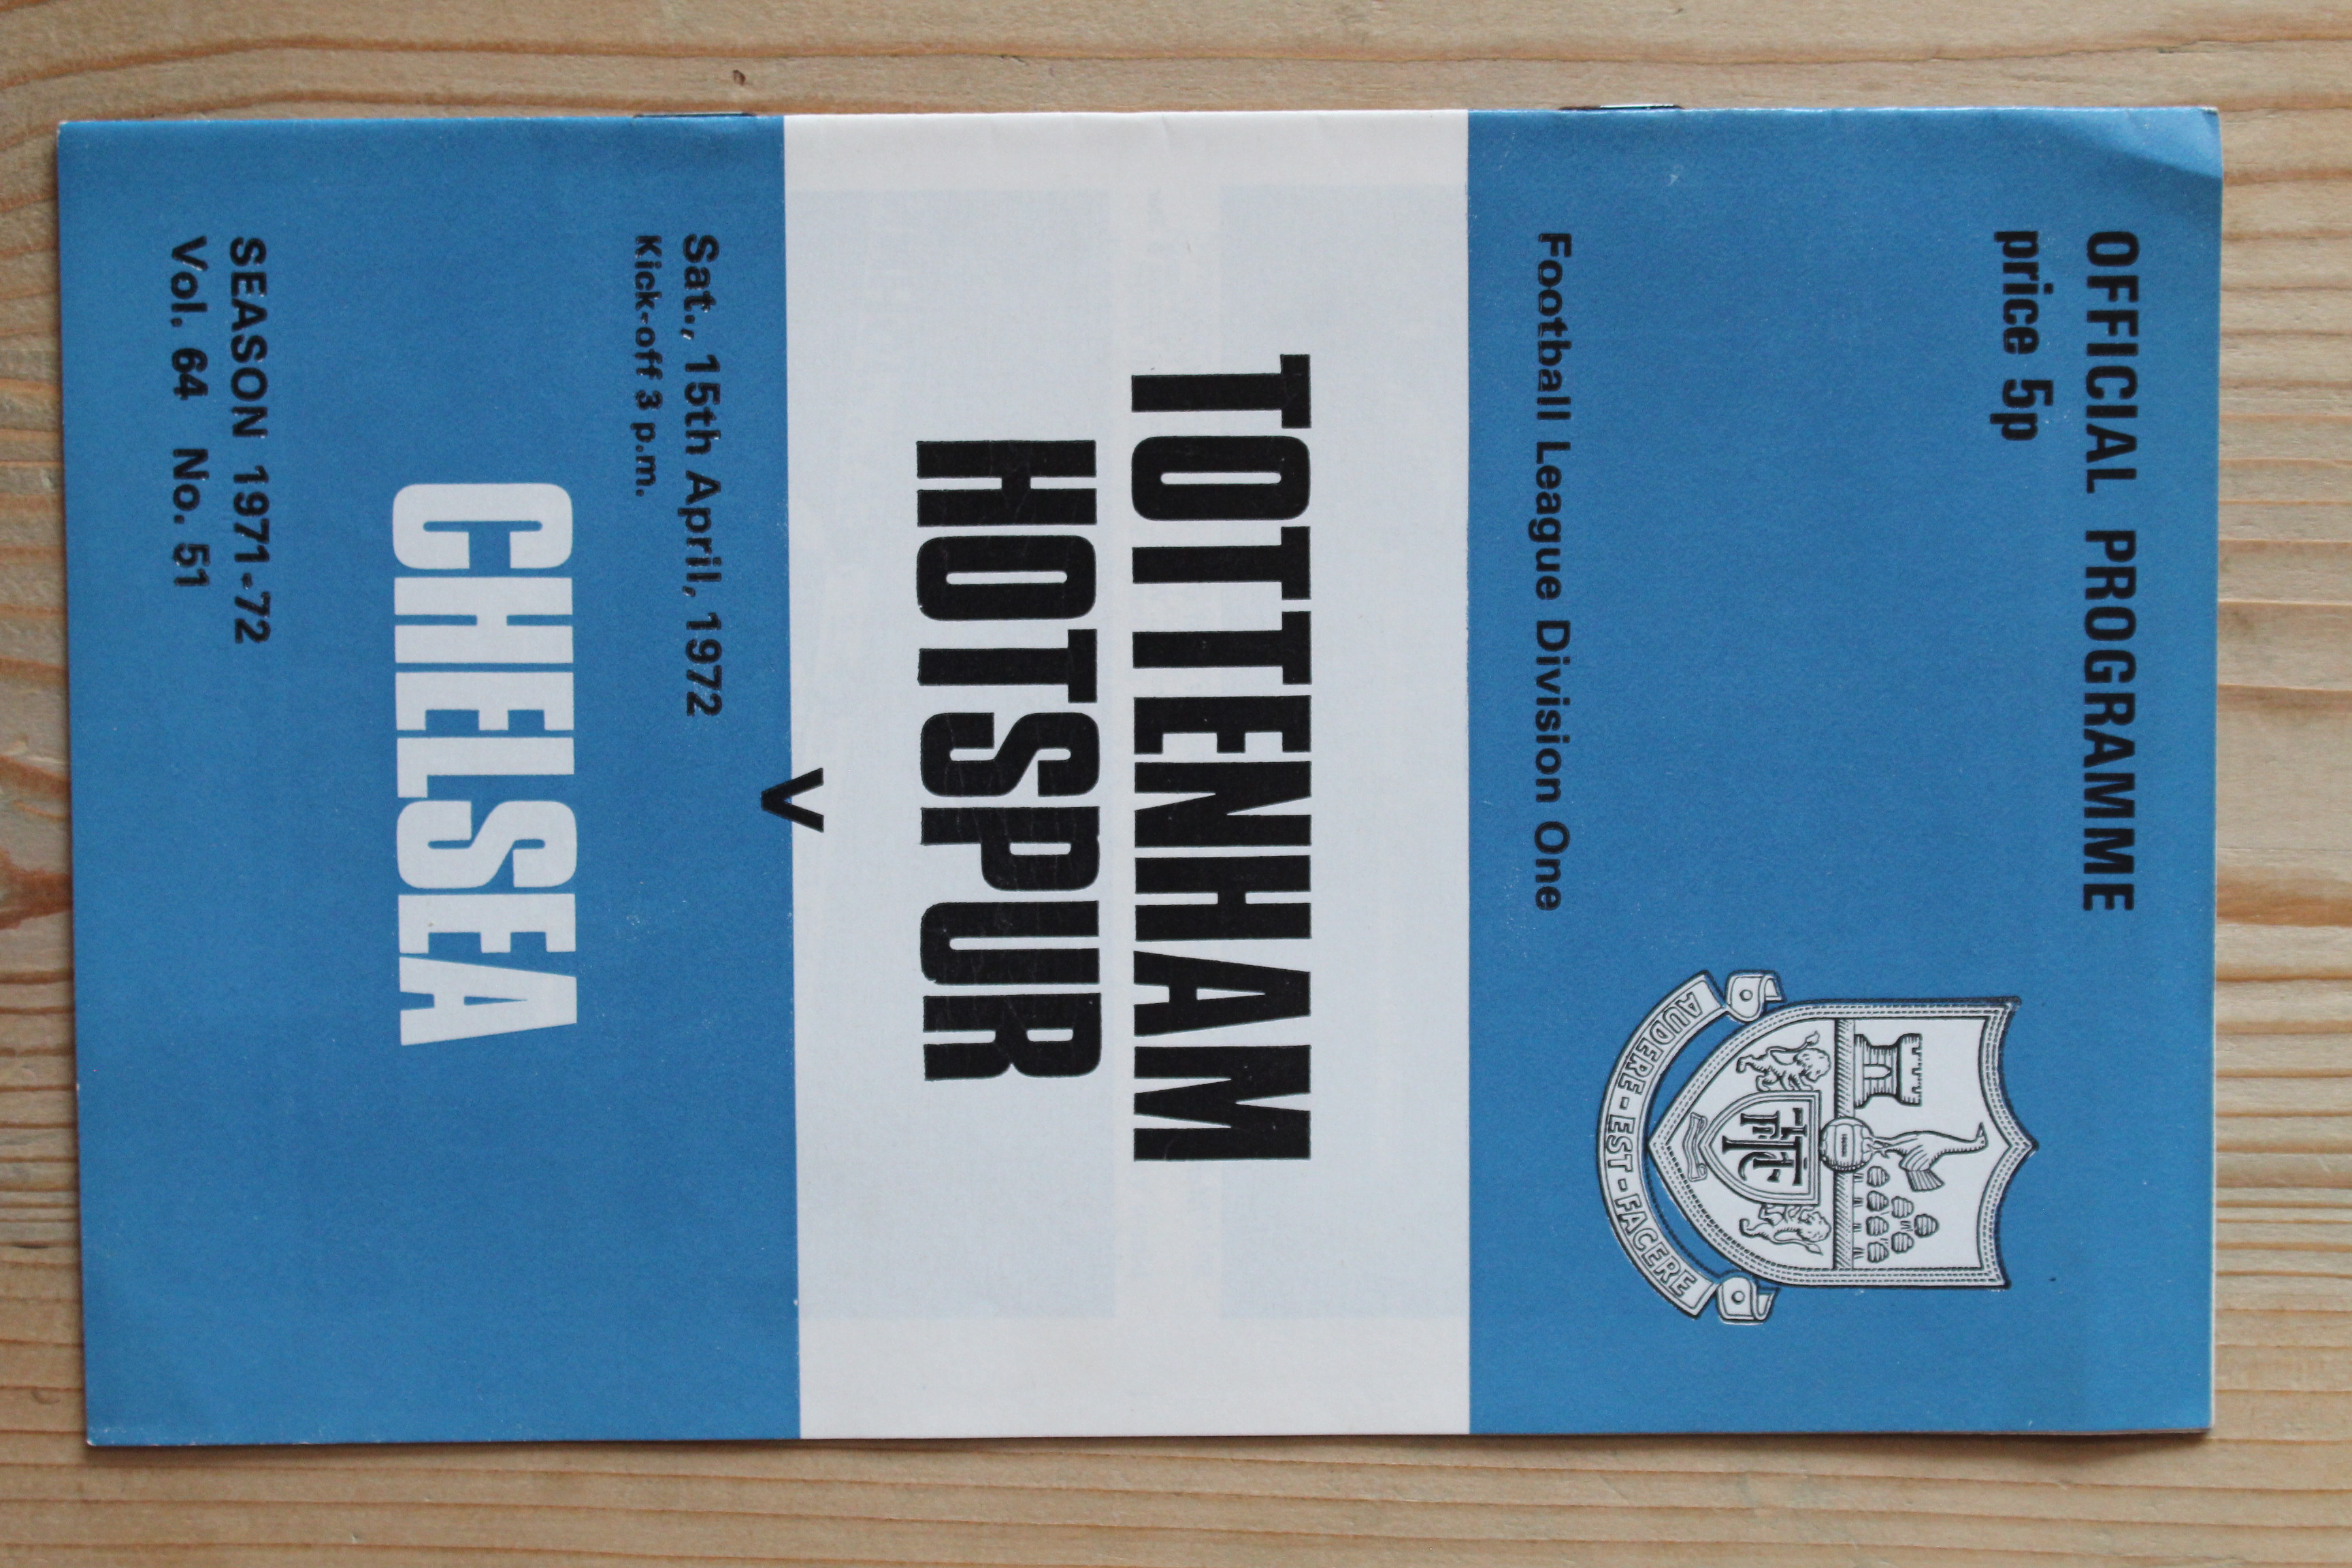 OFFICIAL PROGRAMME
price 5p
AUDERE-EST-FACERE
Football League Division One
TOTTENHAM
HOTSPUR
v
Sat., 15th April, 1972
Kick-off 3 p.m.
CHELSEA
SEASON 1971-72
Vol. 64 No. 51